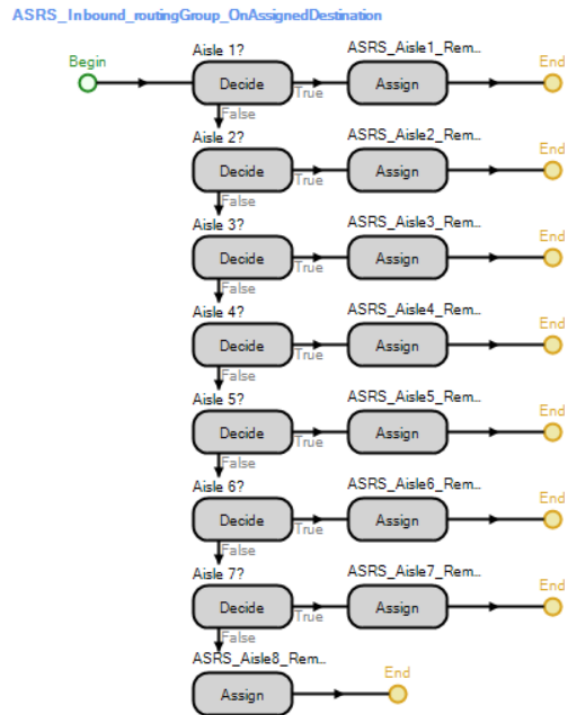 ASRS_Inbound_routingGroup_OnAssignedDestination
Begin
Aisle 1?
Decide
True
False
ASRS_Aisle1_Rem...
Assign
End
Aisle 2?
Decide
True
False
ASRS_Aisle2_Rem...
Assign
End
Aisle 3?
Decide
True
False
ASRS_Aisle3_Rem...
Assign
End
Aisle 4?
Decide
True
False
ASRS_Aisle4_Rem...
Assign
End
Aisle 5?
Decide
True
False
ASRS_Aisle5_Rem...
Assign
End
Aisle 6?
Decide
True
False
ASRS_Aisle6_Rem...
Assign
End
Aisle 7?
Decide
True
False
ASRS_Aisle7_Rem...
Assign
End
ASRS_Aisle8_Rem...
Assign
End